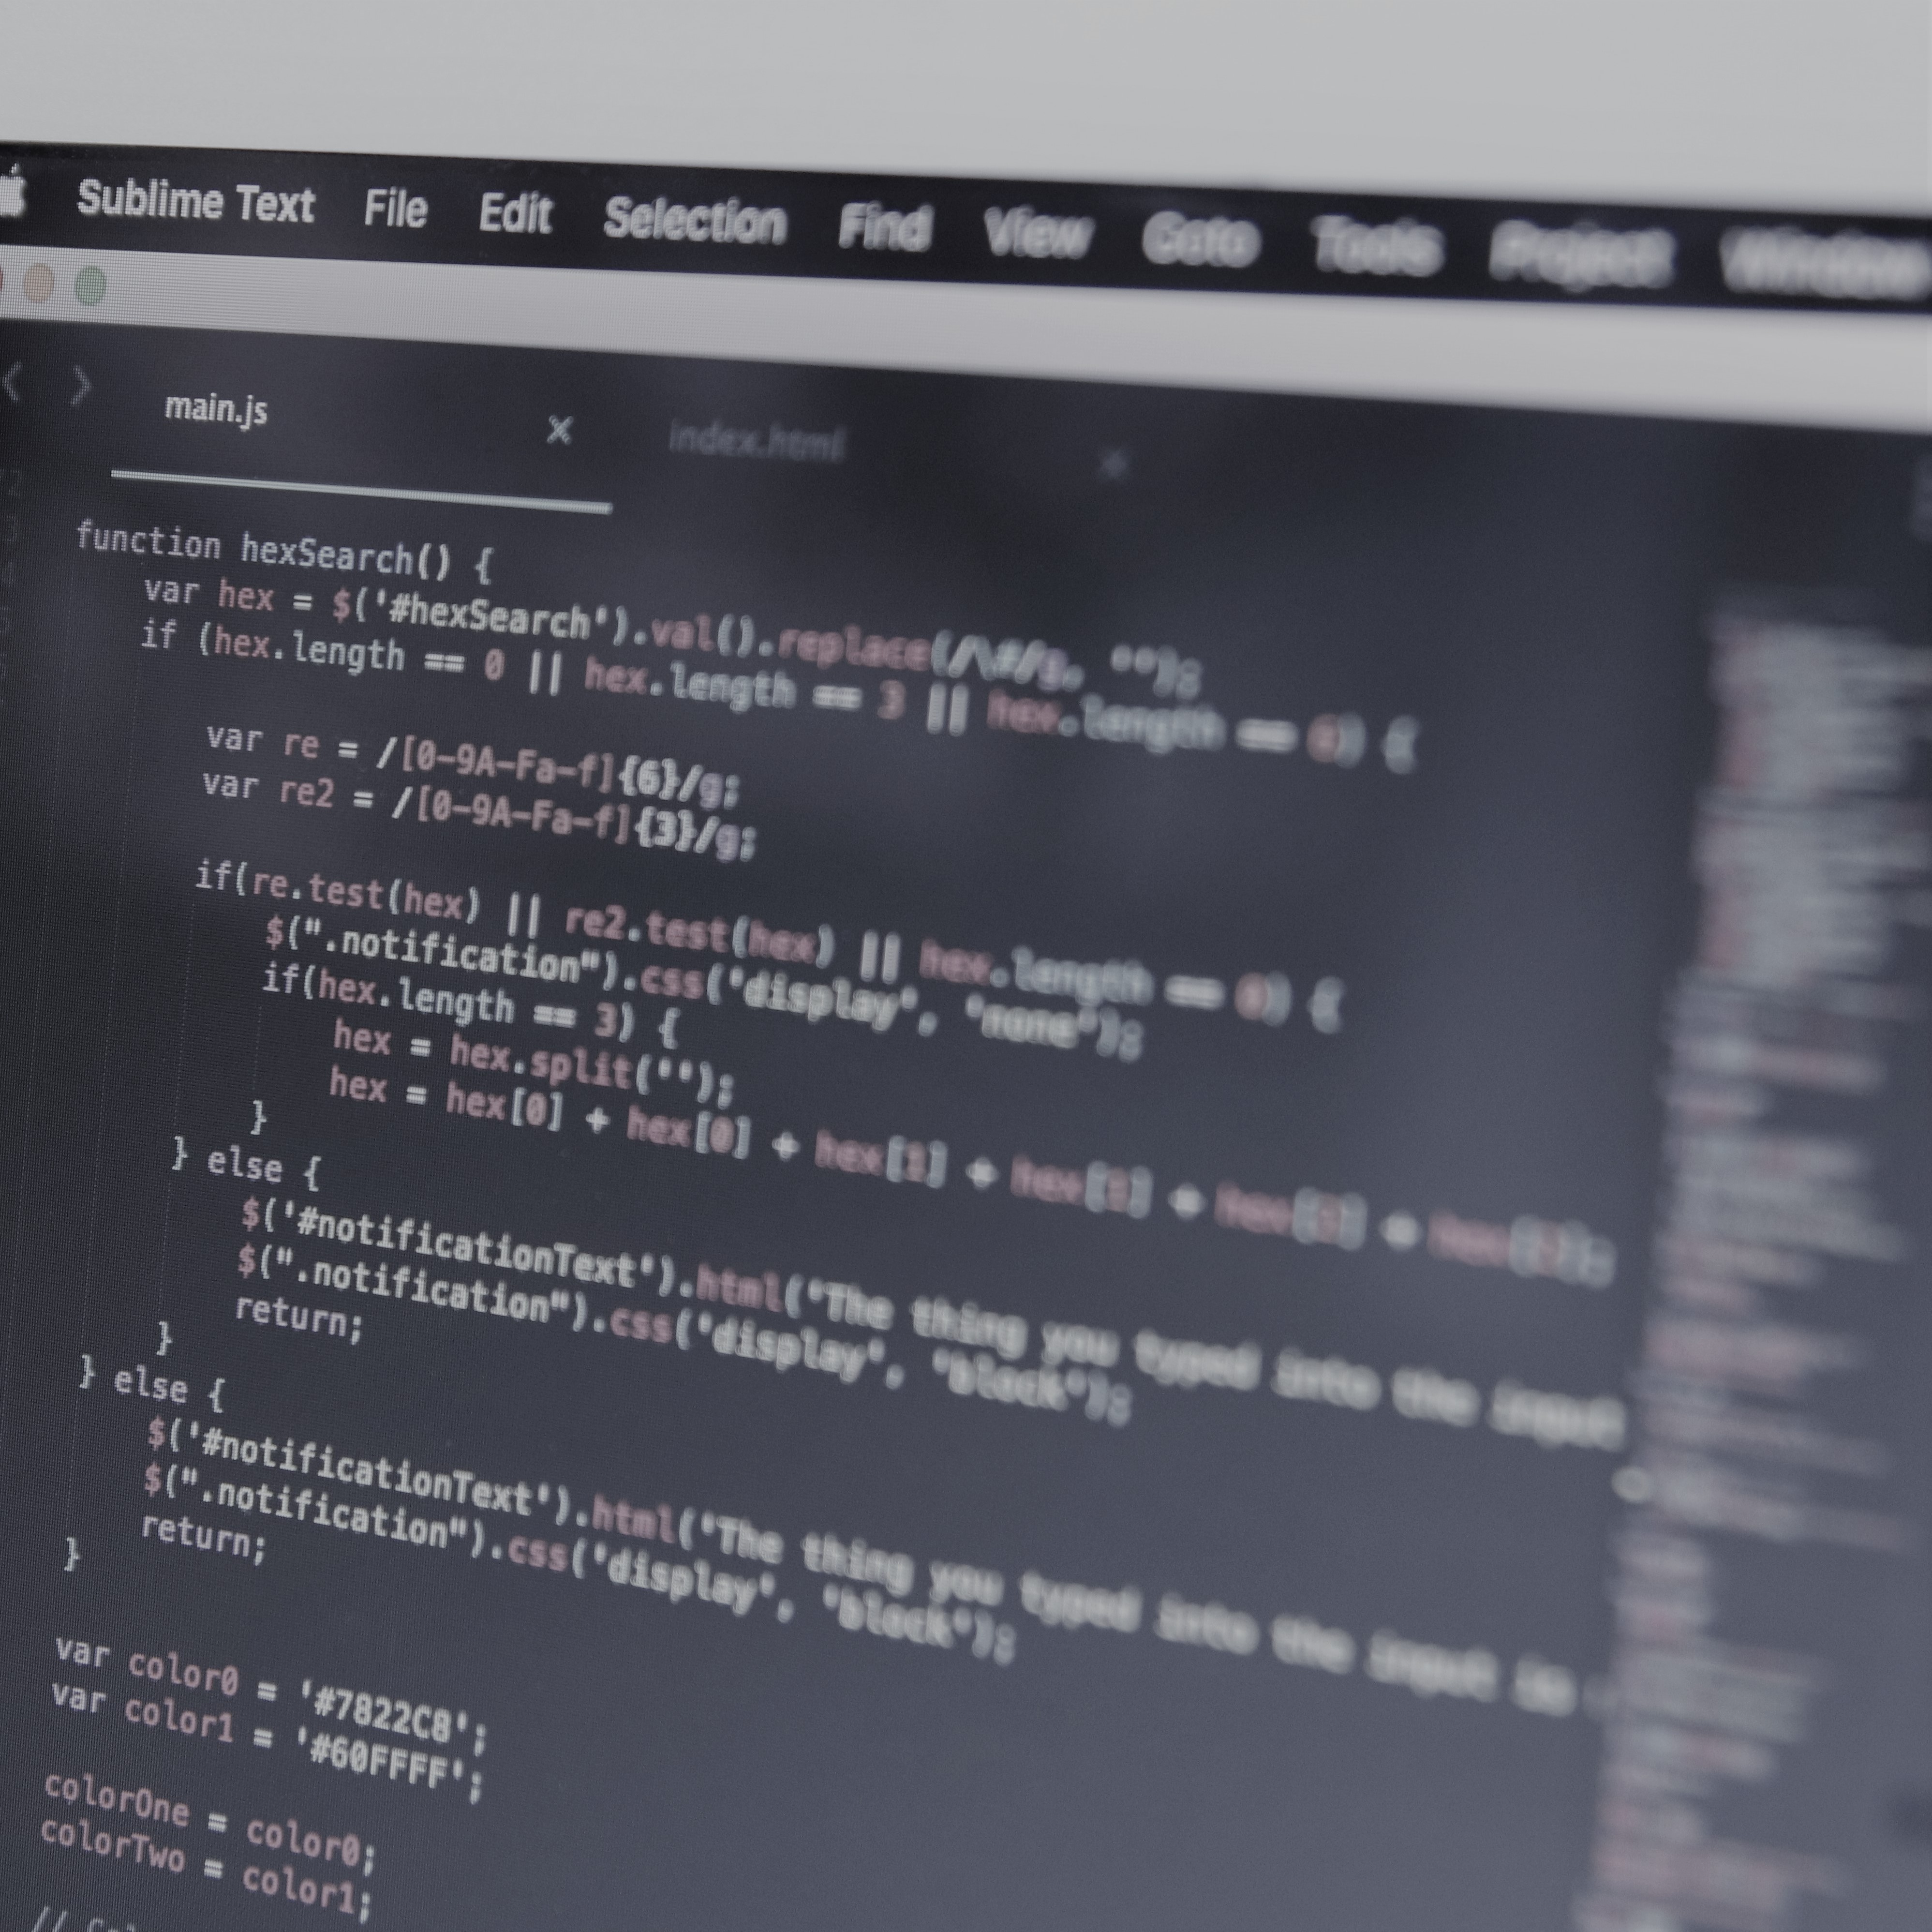 Sublime Text File Edit Selection Find View Goto Tools Project Window
main.js index.html
function hexSearch() {
var hex = $('#hexSearch').val().replace(/\#/g, '');
if (hex.length == 0 || hex.length == 3 || hex.length == 6) {
var re = /[0-9A-Fa-f]{6}/g;
var re2 = /[0-9A-Fa-f]{3}/g;
if(re.test(hex) || re2.test(hex) || hex.length == 0) {
$(".notification").css('display', 'none');
if(hex.length == 3) {
hex = hex.split('');
hex = hex[0] + hex[0] + hex[1] + hex[1] + hex[2] + hex[2];
}
} else {
$('#notificationText').html('The thing you typed into the input
$(".notification").css('display', 'block');
return;
}
} else {
$('#notificationText').html('The thing you typed into the input is
$(".notification").css('display', 'block');
return;
}
var color0 = '#7822C8';
var color1 = '#60FFFF';
colorOne = color0;
colorTwo = color1;
//